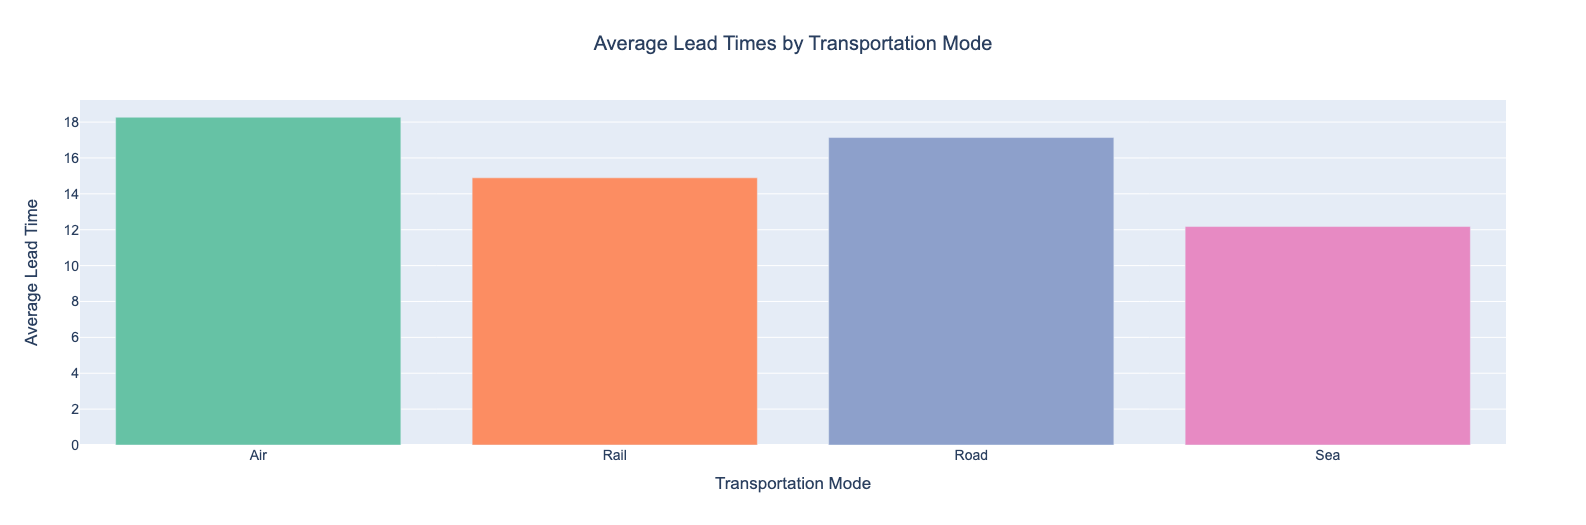 Average Lead Times by Transportation Mode
Average Lead Time
18
16
14
12
10
8
6
4
2
0
Air Rail Road Sea
Transportation Mode